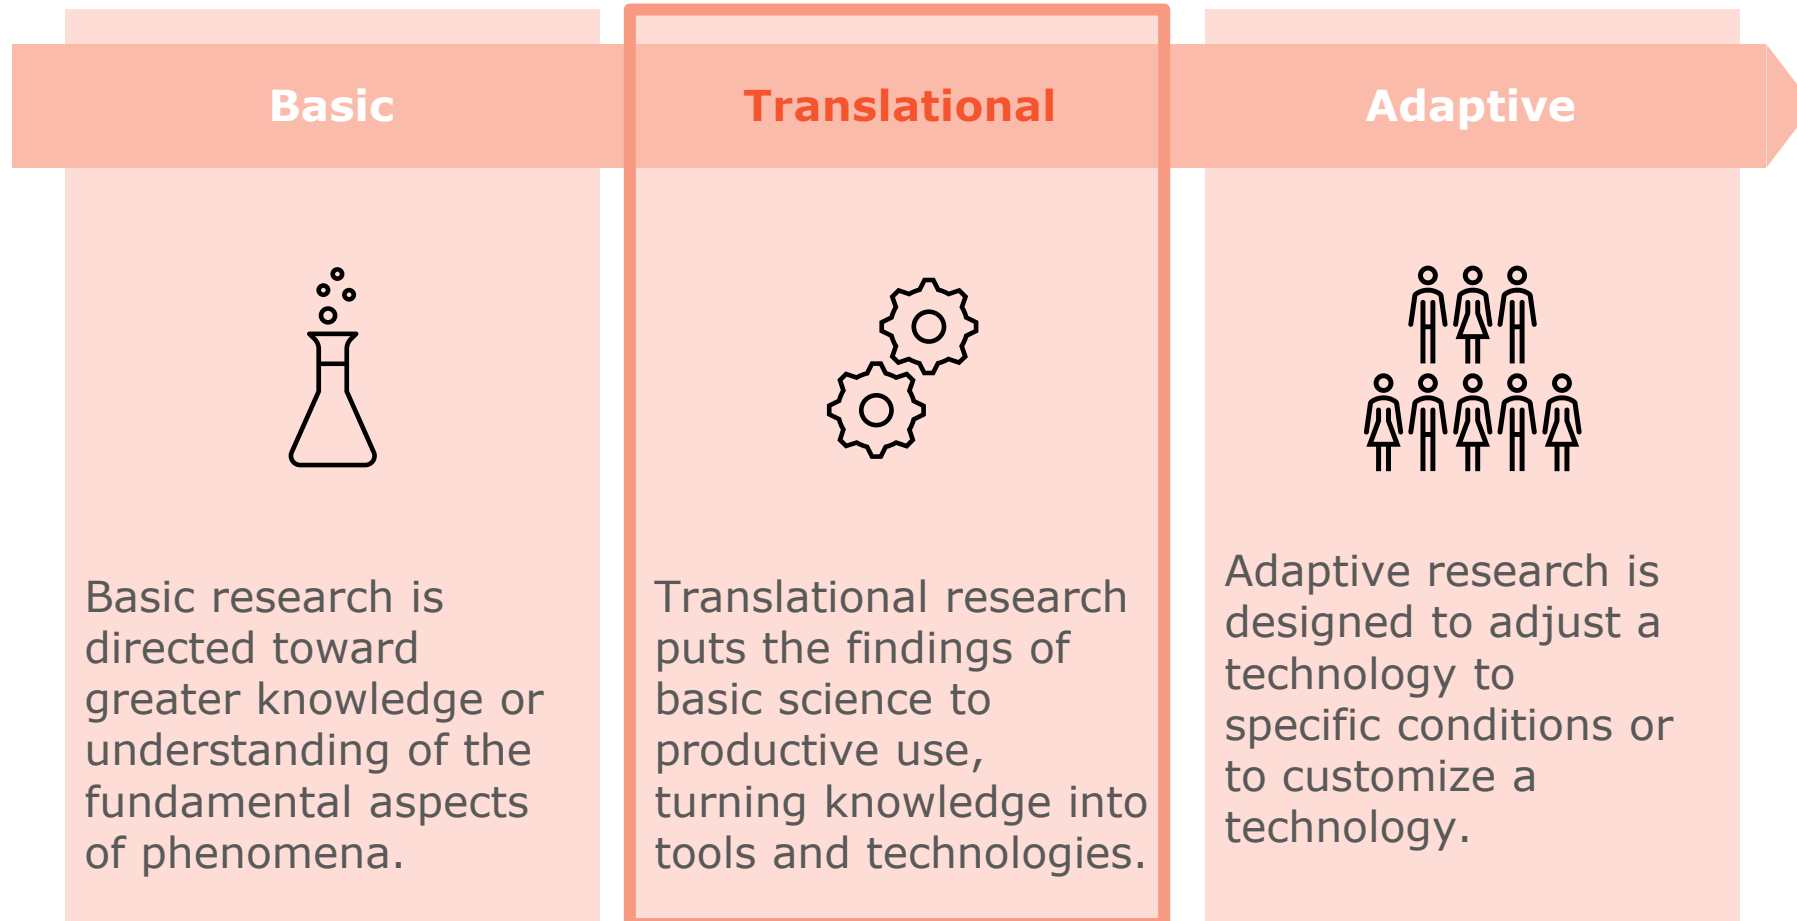 Basic
Translational
Adaptive
Basic research is
directed toward
greater knowledge or
understanding of the
fundamental aspects
of phenomena.
Translational research
puts the findings of
basic science to
productive use,
turning knowledge into
tools and technologies.
Adaptive research is
designed to adjust a
technology to
specific conditions or
to customize a
technology.